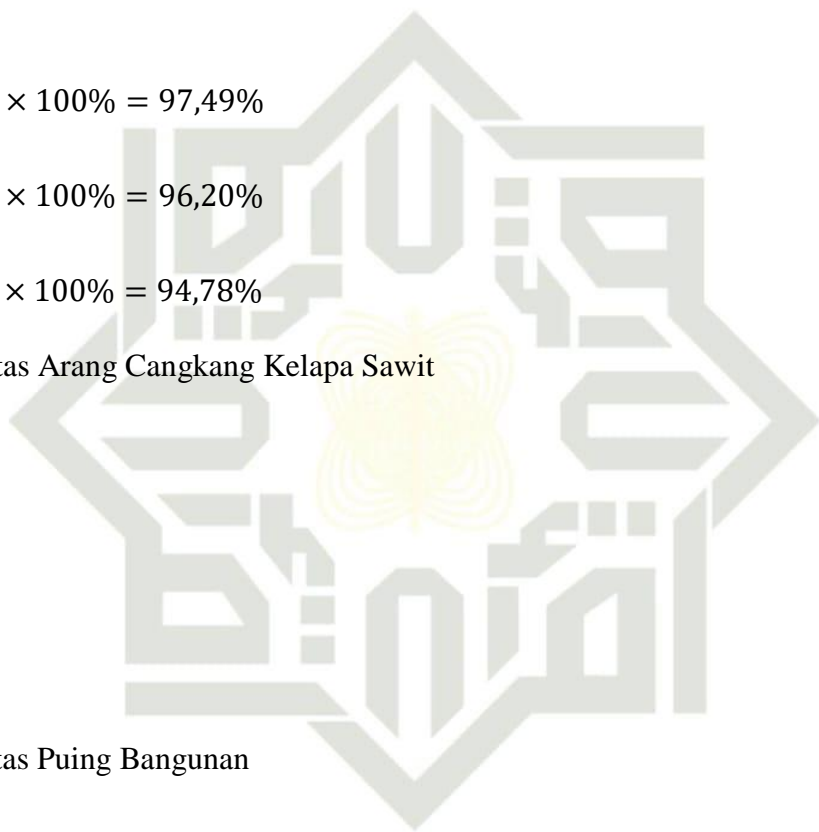 × 100% = 97,49%
× 100% = 96,20%
× 100% = 94,78%
tas Arang Cangkang Kelapa Sawit
tas Puing Bangunan